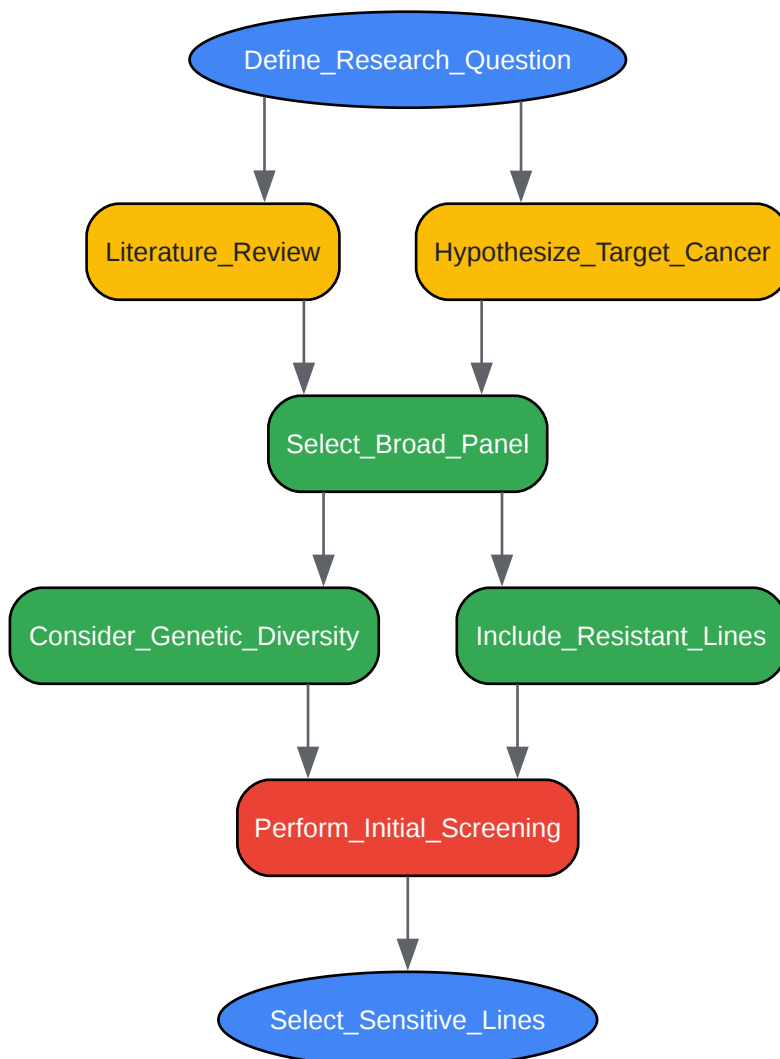 Define_Research_Question
Literature_Review
Hypothesize_Target_Cancer
Select_Broad_Panel
Consider_Genetic_Diversity
Include_Resistant_Lines
Perform_Initial_Screening
Select_Sensitive_Lines